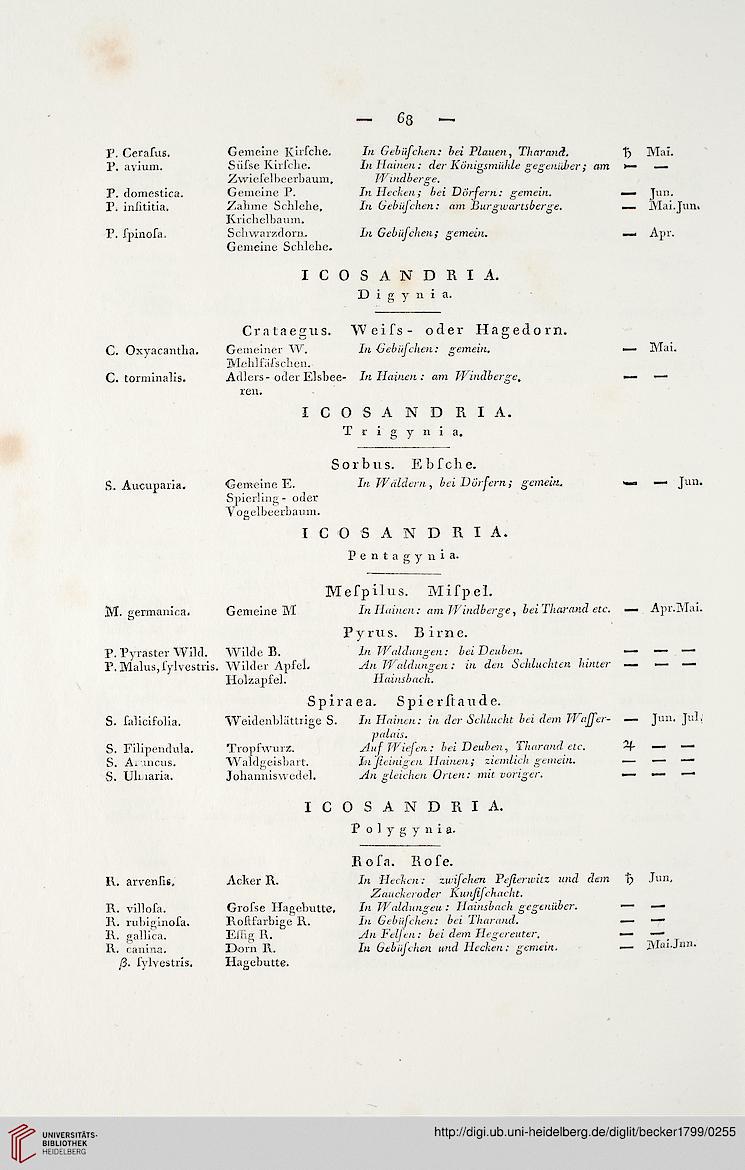 — 63 —
P. Ceraſus. Gemeine Kirſche. In Gebüſchen: bei Plauen, Tharand. ♄ Mai.
P. avium. Süſse Kirſche. In Hainen: der Königsmühle gegenüber; am — —
Zwieſelbeerbaum. Windberge.
P. domestica. Gemeine P. In Hecken; bei Dörfern: gemein. — Jun.
P. inſititia. Zahme Schlehe. In Gebüſchen: am Burgwartsberge. — Mai.Jun.
Krichelbaum.
P. ſpinoſa. Schwarzdorn. In Gebüſchen; gemein. — Apr.
Gemeine Schlehe.
ICOSANDRIA.
Digynia.
Crataegus. Weiſs- oder Hagedorn.
C. Oxyacantha. Gemeiner W. In Gebüſchen: gemein. — Mai.
Mehlfäſschen.
C. torminalis. Adlers- oder Elsbee- In Hainen: am Windberge. — —
ren.
ICOSANDRIA.
Trigynia.
Sorbus. Ebſche.
S. Aucuparia. Gemeine E. In Wäldern, bei Dörfern; gemein. — — Jun.
Spierling- oder
Vogelbeerbaum.
ICOSANDRIA.
Pentagynia.
Meſpilus. Miſpel.
M. germanica. Gemeine M In Hainen: am Windberge, bei Tharand etc. — Apr.Mai.
Pyrus. Birne.
P. Pyraster Wild. Wilde B. In Waldungen: bei Deuben. — — —
P. Malus, ſylvestris. Wilder Apfel. An Waldungen: in den Schluchten hinter — — —
Holzapfel. Hainsbach.
Spiraea. Spierſtaude.
S. ſalicifolia. Weidenblättrige S. In Hainen: in der Schlucht bei dem Waſſer- — Jun. Jul.
palais.
S. Filipendula. Tropfwurz. Auf Wieſen: bei Deuben, Tharand etc. ♃ — —
S. Aruncus. Waldgeisbart. In ſteinigen Hainen; ziemlich gemein. — — —
S. Ulmaria. Johanniswedel. An gleichen Orten: mit voriger. — — —
ICOSANDRIA.
Polygynia.
Roſa. Roſe.
R. arvenſis. Acker R. In Hecken: zwiſchen Peſterwitz und dem ♄ Jun.
Zauckeroder Kunſtſchacht.
R. villoſa. Groſse Hagebutte. In Waldungen: Hainsbach gegenüber. — —
R. rubiginoſa. Roſtfarbige R. In Gebüſchen: bei Tharand. — —
R. gallica. Eſſig R. An Felſen: bei dem Hegereuter. — —
R. canina. Dorn R. In Gebüſchen und Hecken: gemein. — Mai.Jun.
β. ſylvestris. Hagebutte.
UNIVERSITÄTS-
BIBLIOTHEK
HEIDELBERG
http://digi.ub.uni-heidelberg.de/diglit/becker1799/0255